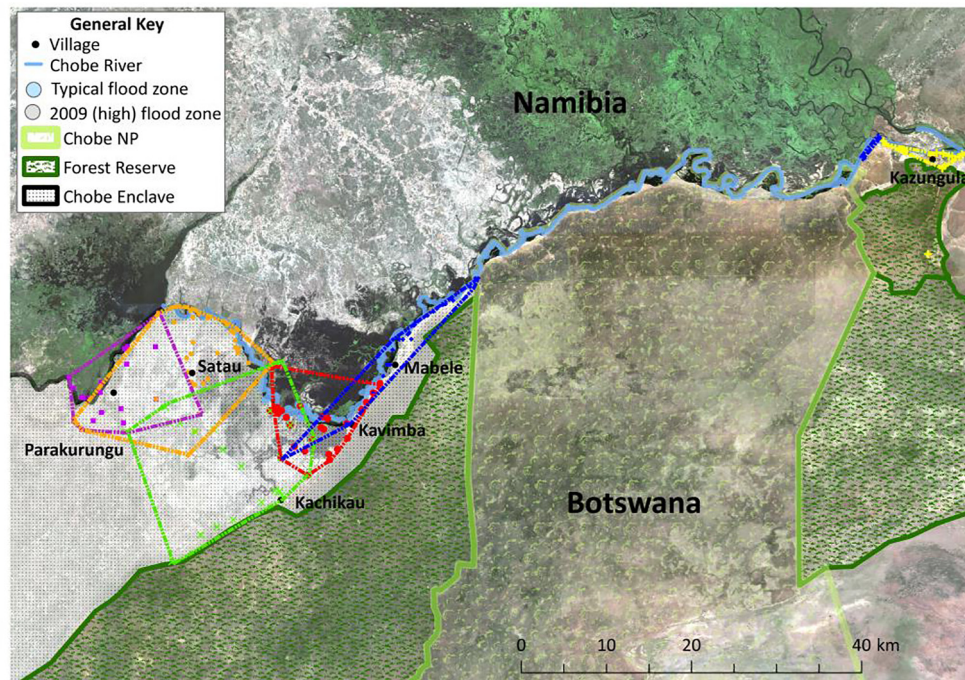 General Key
Village
Chobe River
Typical flood zone
2009 (high) flood zone
Chobe NP
Forest Reserve
Chobe Enclave
Namibia
Kazungula
Satau
Mabele
Parakurungu
Kavimba
Kachikau
Botswana
0 20 40 km